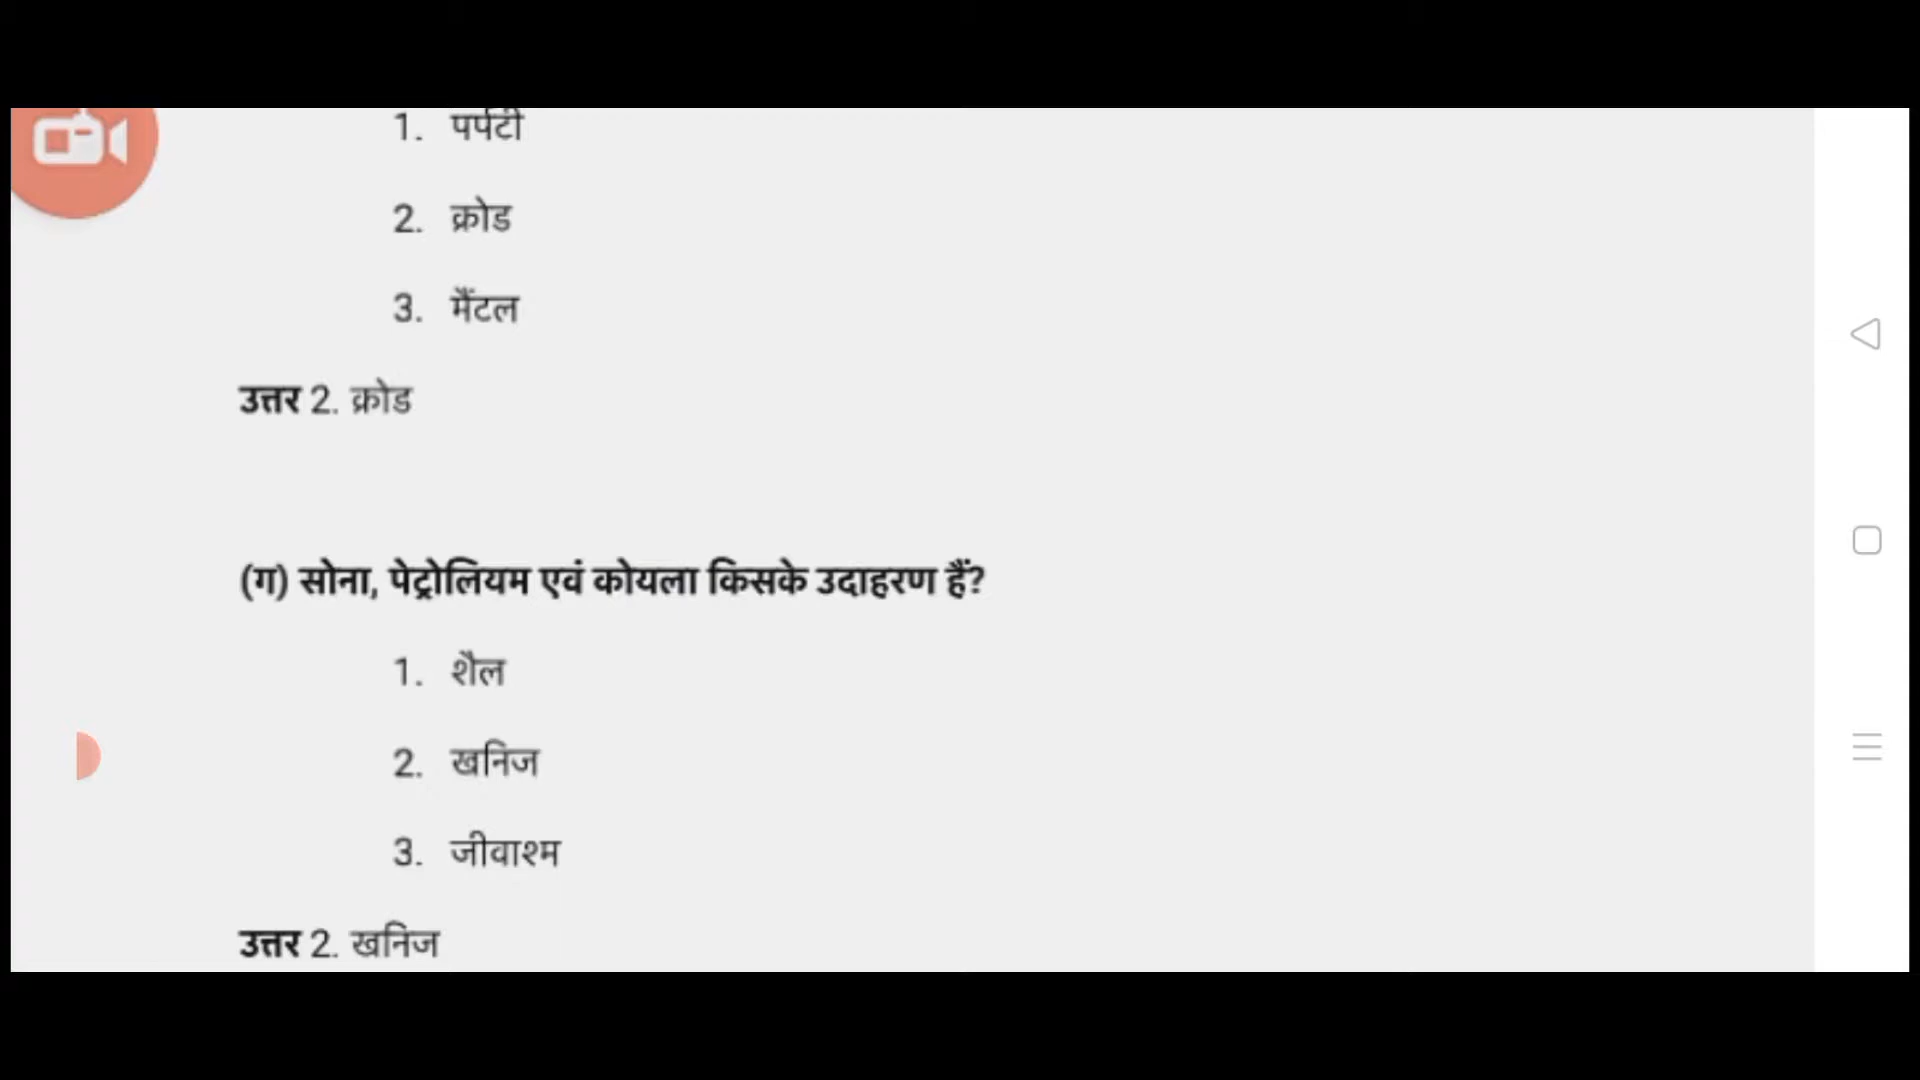 1. पर्पटी
2. क्रोड
3. मैंटल
उत्तर 2. क्रोड
(ग) सोना, पेट्रोलियम एवं कोयला किसके उदाहरण हैं?
1. शैल
2. खनिज
3. जीवाश्म
उत्तर 2. खनिज